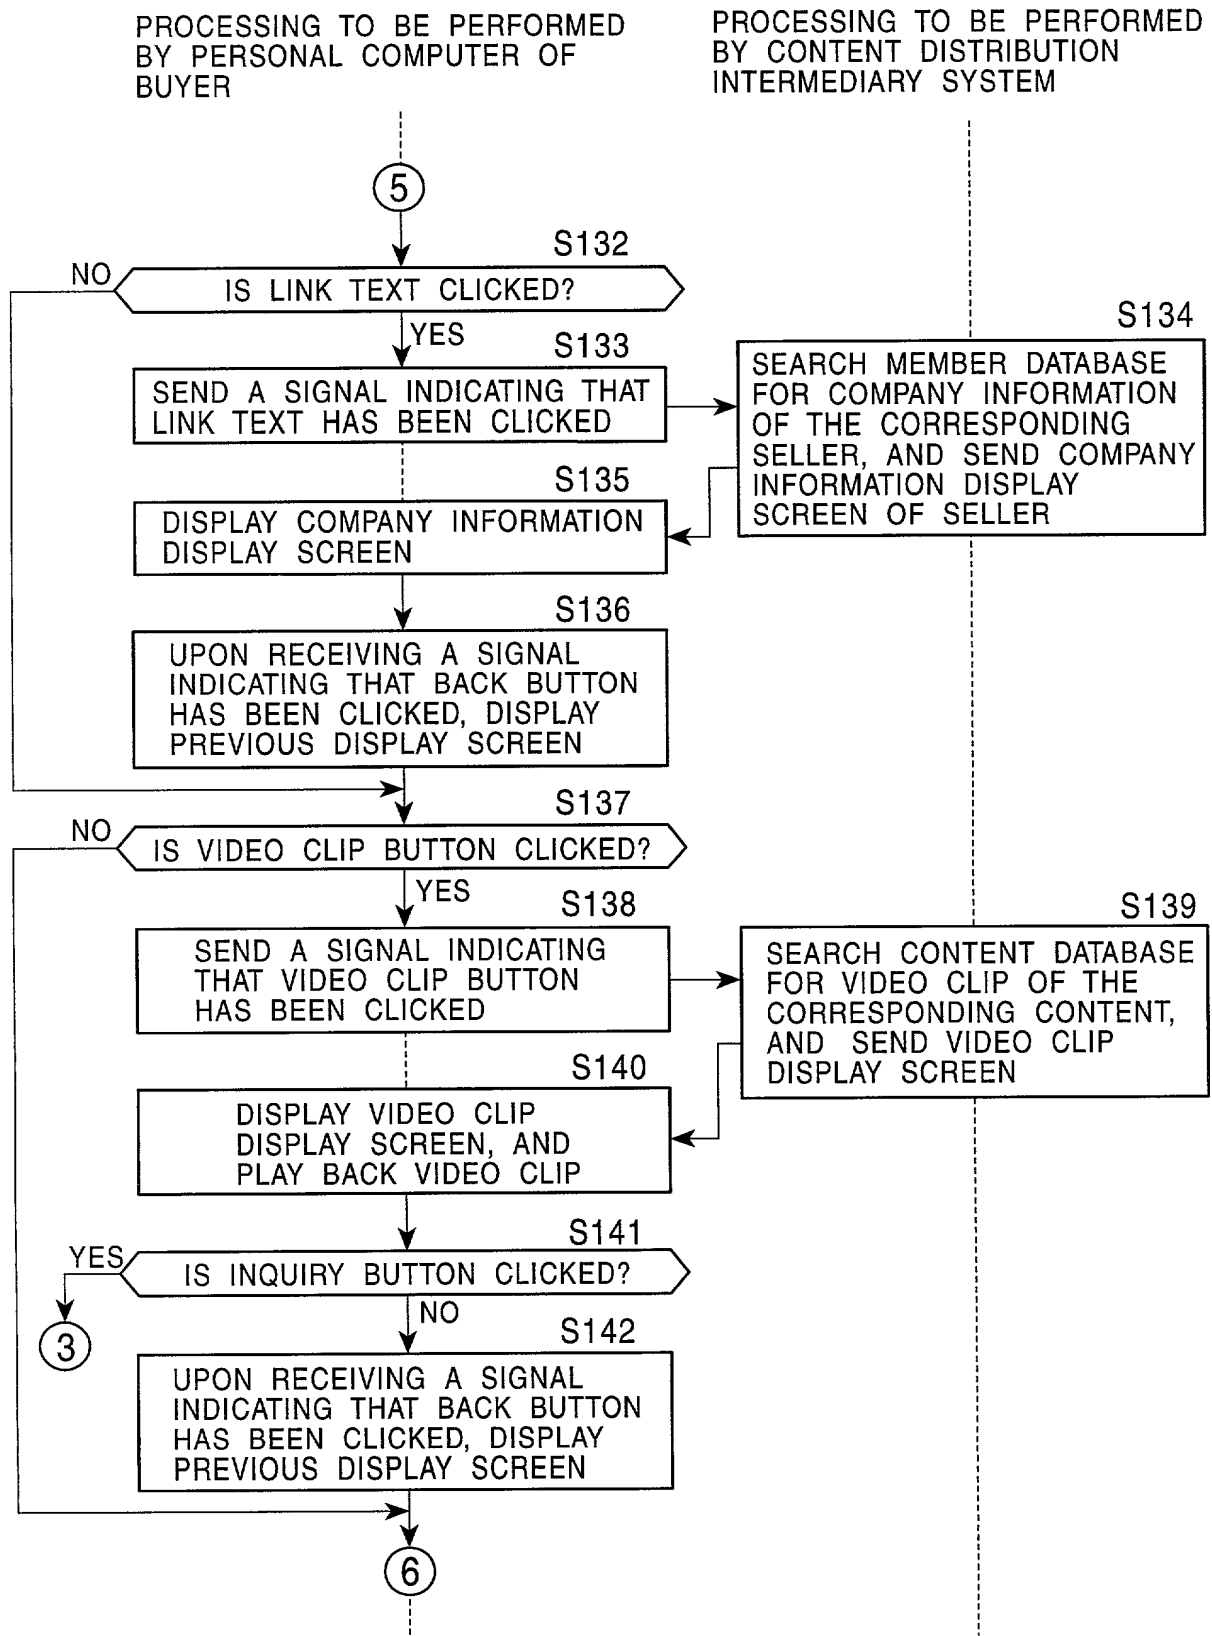 PROCESSING TO BE PERFORMED
BY PERSONAL COMPUTER OF
BUYER
PROCESSING TO BE PERFORMED
BY CONTENT DISTRIBUTION
INTERMEDIARY SYSTEM
5
S132
NO
IS LINK TEXT CLICKED?
YES
S133
SEND A SIGNAL INDICATING THAT
LINK TEXT HAS BEEN CLICKED
S134
SEARCH MEMBER DATABASE
FOR COMPANY INFORMATION
OF THE CORRESPONDING
SELLER, AND SEND COMPANY
INFORMATION DISPLAY
SCREEN OF SELLER
S135
DISPLAY COMPANY INFORMATION
DISPLAY SCREEN
S136
UPON RECEIVING A SIGNAL
INDICATING THAT BACK BUTTON
HAS BEEN CLICKED, DISPLAY
PREVIOUS DISPLAY SCREEN
S137
NO
IS VIDEO CLIP BUTTON CLICKED?
YES
S138
SEND A SIGNAL INDICATING
THAT VIDEO CLIP BUTTON
HAS BEEN CLICKED
S139
SEARCH CONTENT DATABASE
FOR VIDEO CLIP OF THE
CORRESPONDING CONTENT,
AND SEND VIDEO CLIP
DISPLAY SCREEN
S140
DISPLAY VIDEO CLIP
DISPLAY SCREEN, AND
PLAY BACK VIDEO CLIP
S141
YES
IS INQUIRY BUTTON CLICKED?
NO
3
S142
UPON RECEIVING A SIGNAL
INDICATING THAT BACK BUTTON
HAS BEEN CLICKED, DISPLAY
PREVIOUS DISPLAY SCREEN
6